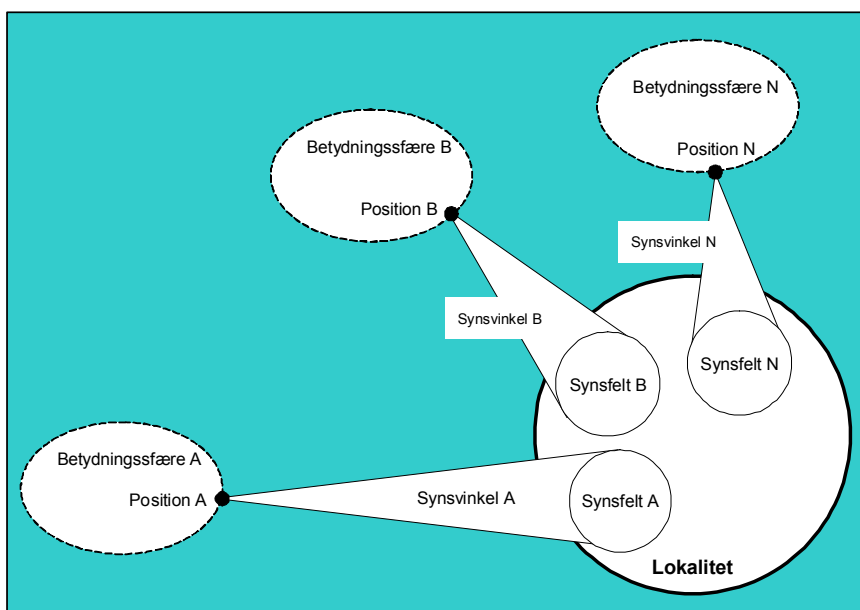 Betydningssfære N
Betydningssfære B
Position N
Position B
Synsvinkel N
Synsvinkel B
Synsfelt N
Synsfelt B
Betydningssfære A
Position A
Synsvinkel A
Synsfelt A
Lokalitet